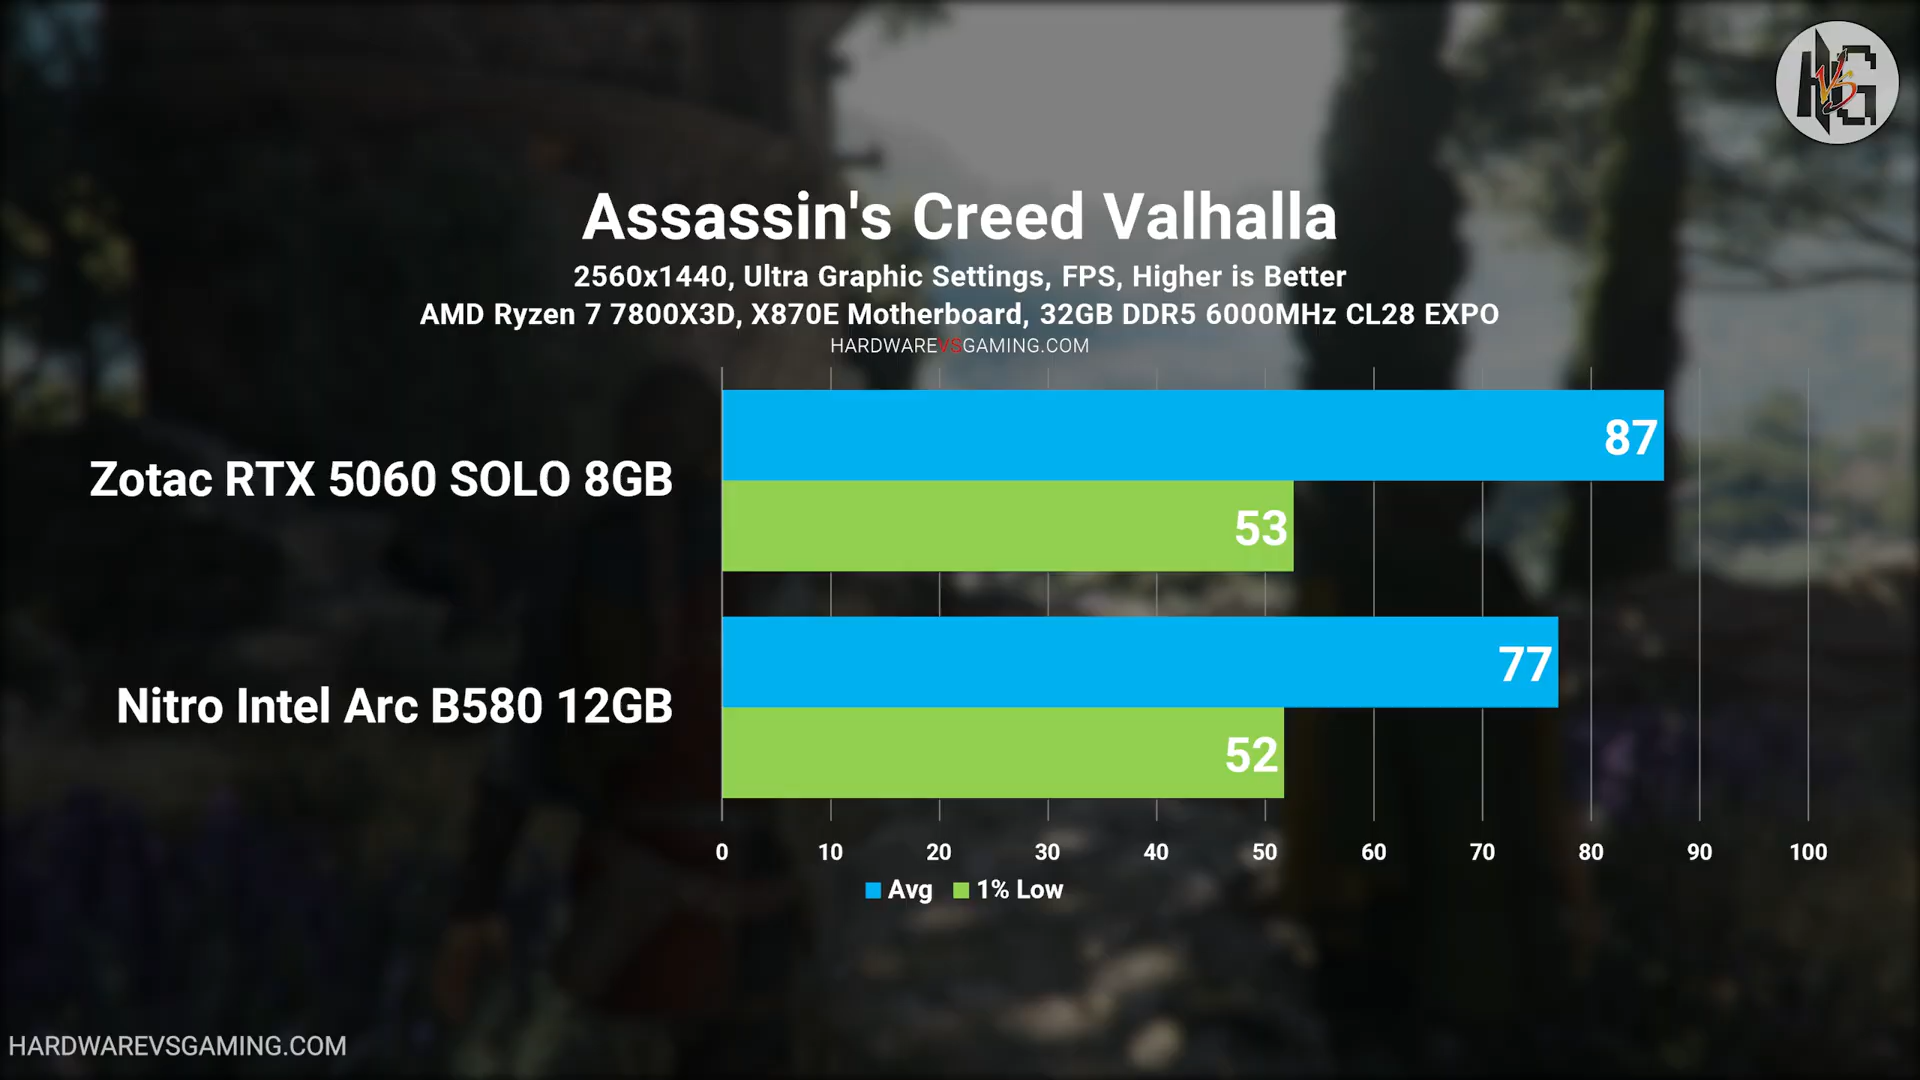 HVSG
Assassin's Creed Valhalla
2560x1440, Ultra Graphic Settings, FPS, Higher is Better
AMD Ryzen 7 7800X3D, X870E Motherboard, 32GB DDR5 6000MHz CL28 EXPO
HARDWAREVSGAMING.COM
Zotac RTX 5060 SOLO 8GB
87
53
Nitro Intel Arc B580 12GB
77
52
0 10 20 30 40 50 60 70 80 90 100
Avg 1% Low
HARDWAREVSGAMING.COM